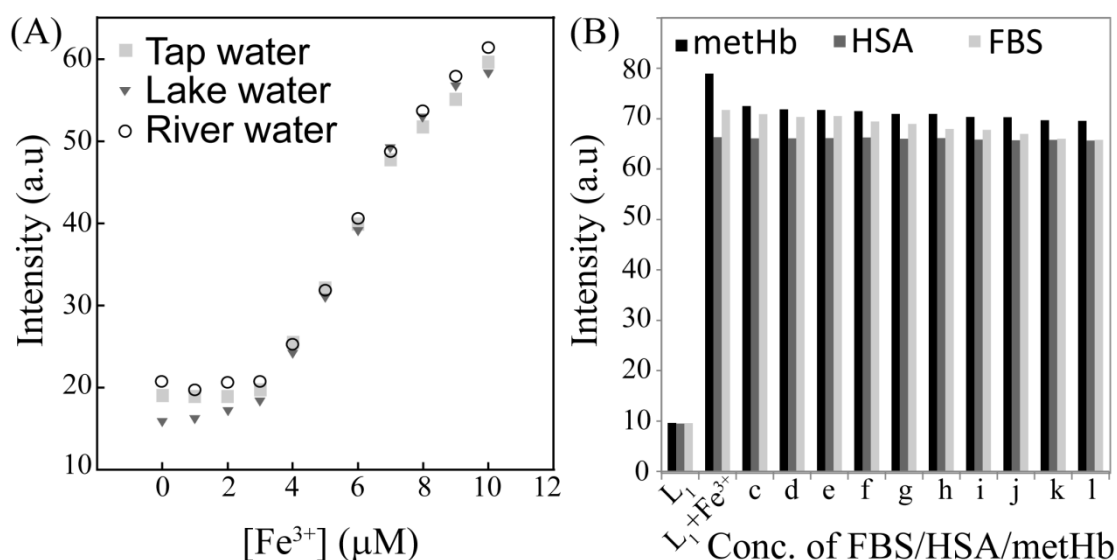 (A)
Tap water
Lake water
River water
Intensity (a.u)
60
50
40
30
20
10
0 2 4 6 8 10 12
[Fe³⁺] (μM)
(B)
metHb HSA FBS
Intensity (a.u)
80
70
60
50
40
30
20
10
0
L₁ L₁+Fe³⁺ c d e f g h i j k l
Conc. of FBS/HSA/metHb